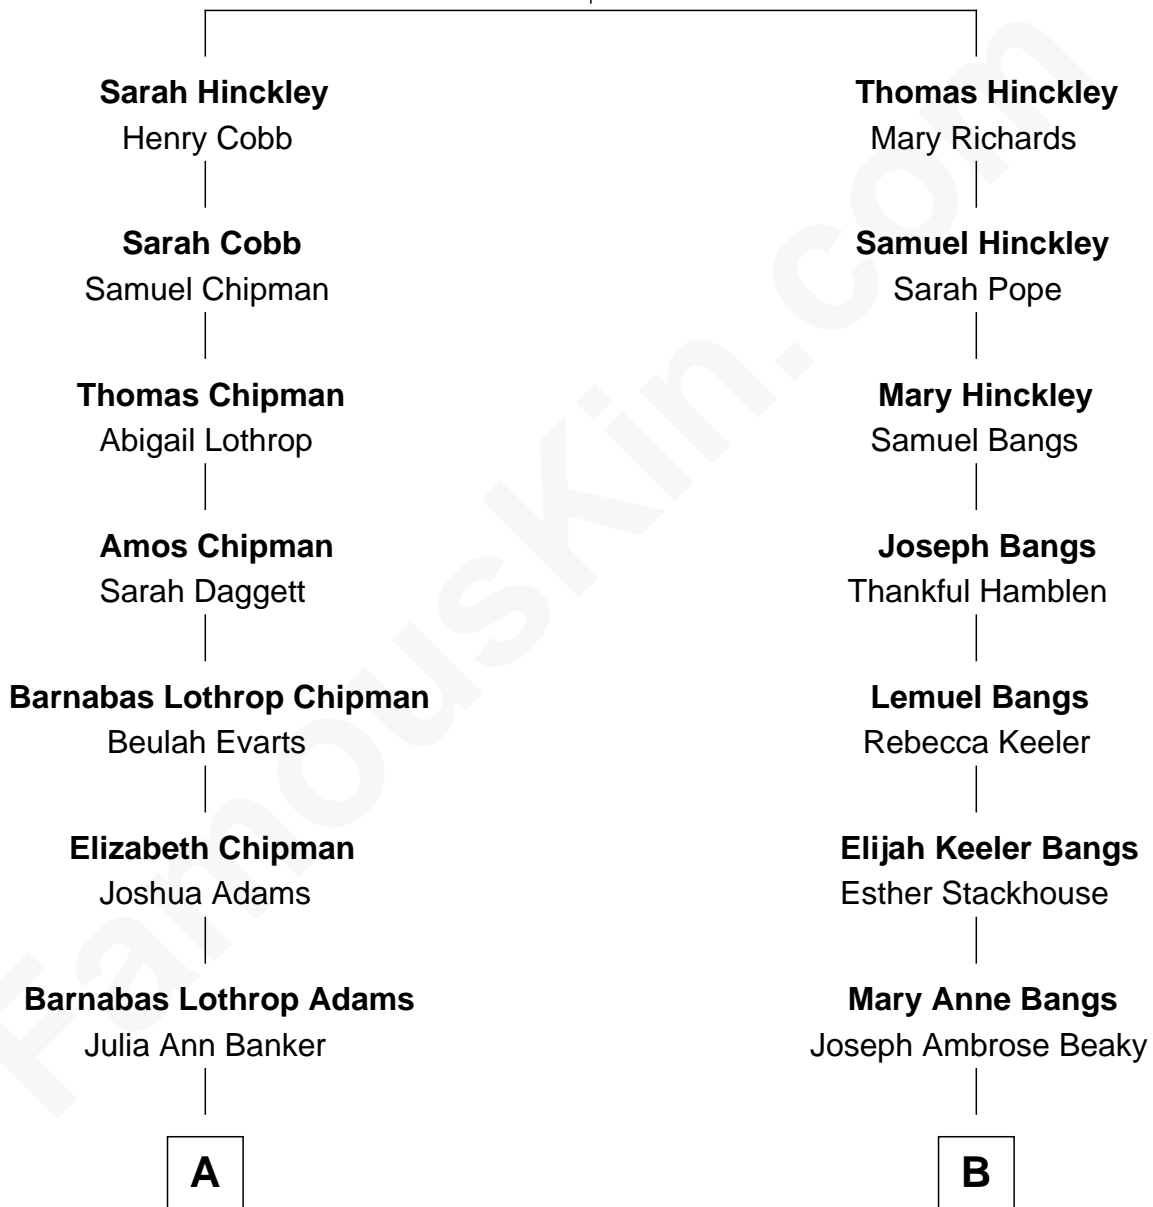 Sarah Hinckley
Henry Cobb
Sarah Cobb
Samuel Chipman
Thomas Chipman
Abigail Lothrop
Amos Chipman
Sarah Daggett
Barnabas Lothrop Chipman
Beulah Evarts
Elizabeth Chipman
Joshua Adams
Barnabas Lothrop Adams
Julia Ann Banker
A
Thomas Hinckley
Mary Richards
Samuel Hinckley
Sarah Pope
Mary Hinckley
Samuel Bangs
Joseph Bangs
Thankful Hamblen
Lemuel Bangs
Rebecca Keeler
Elijah Keeler Bangs
Esther Stackhouse
Mary Anne Bangs
Joseph Ambrose Beaky
B
FamousKin.com